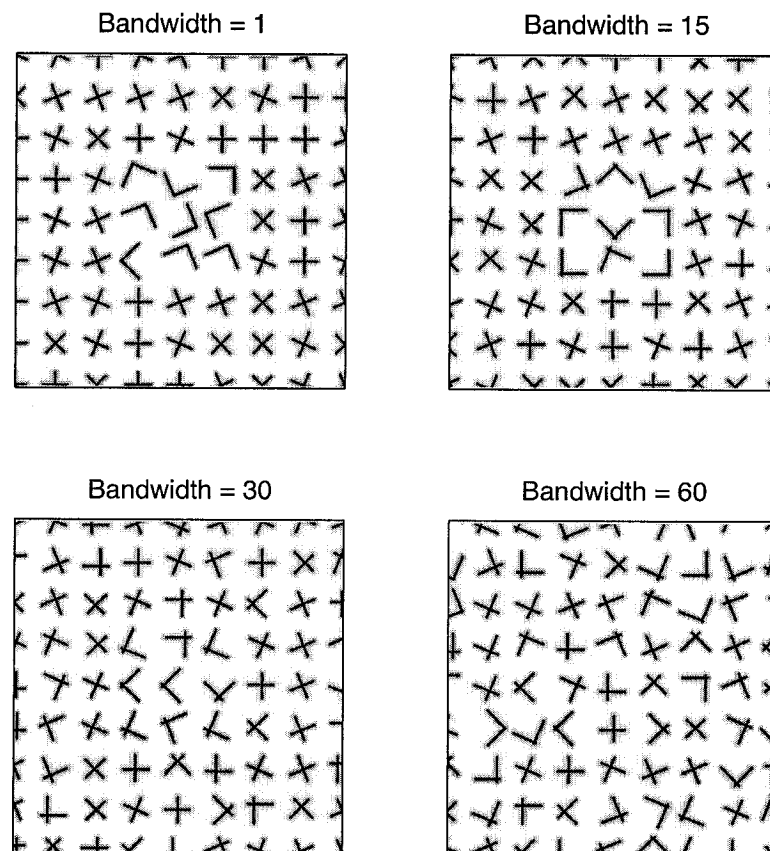 Bandwidth = 1
Bandwidth = 15
Bandwidth = 30
Bandwidth = 60